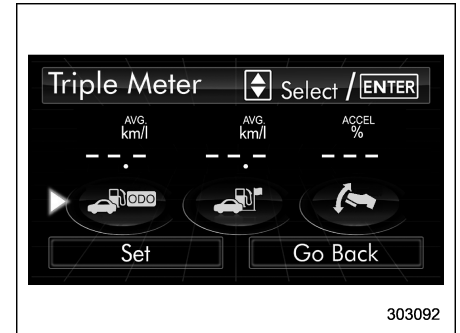 Triple Meter Select / ENTER
AVG. AVG. ACCEL
km/l km/l %
--.- --.- ---
ODO
Set Go Back
303092